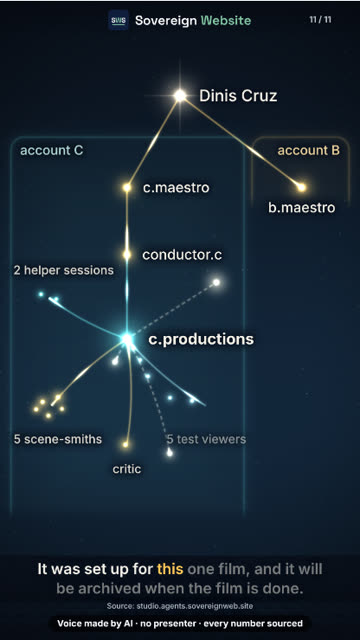 SWS Sovereign Website
11 / 11
Dinis Cruz
account C
account B
c.maestro
b.maestro
conductor.c
2 helper sessions
c.productions
5 scene-smiths
5 test viewers
critic
It was set up for this one film, and it will
be archived when the film is done.
Source: studio.agents.sovereignweb.site
Voice made by AI • no presenter • every number sourced